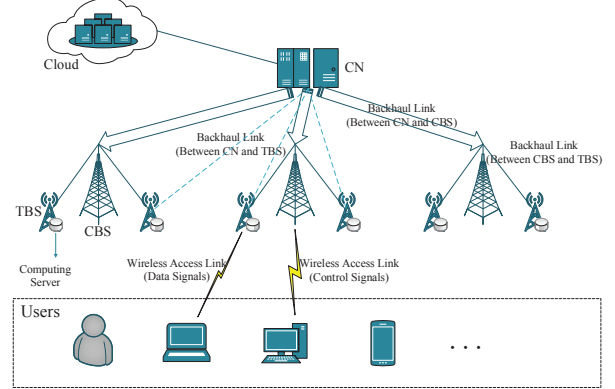 Cloud
CN
Backhaul Link
(Between CN and CBS)
Backhaul Link
(Between CN and TBS)
Backhaul Link
(Between CBS and TBS)
TBS
CBS
Computing
Server
Wireless Access Link
(Data Signals)
Wireless Access Link
(Control Signals)
Users
. . .